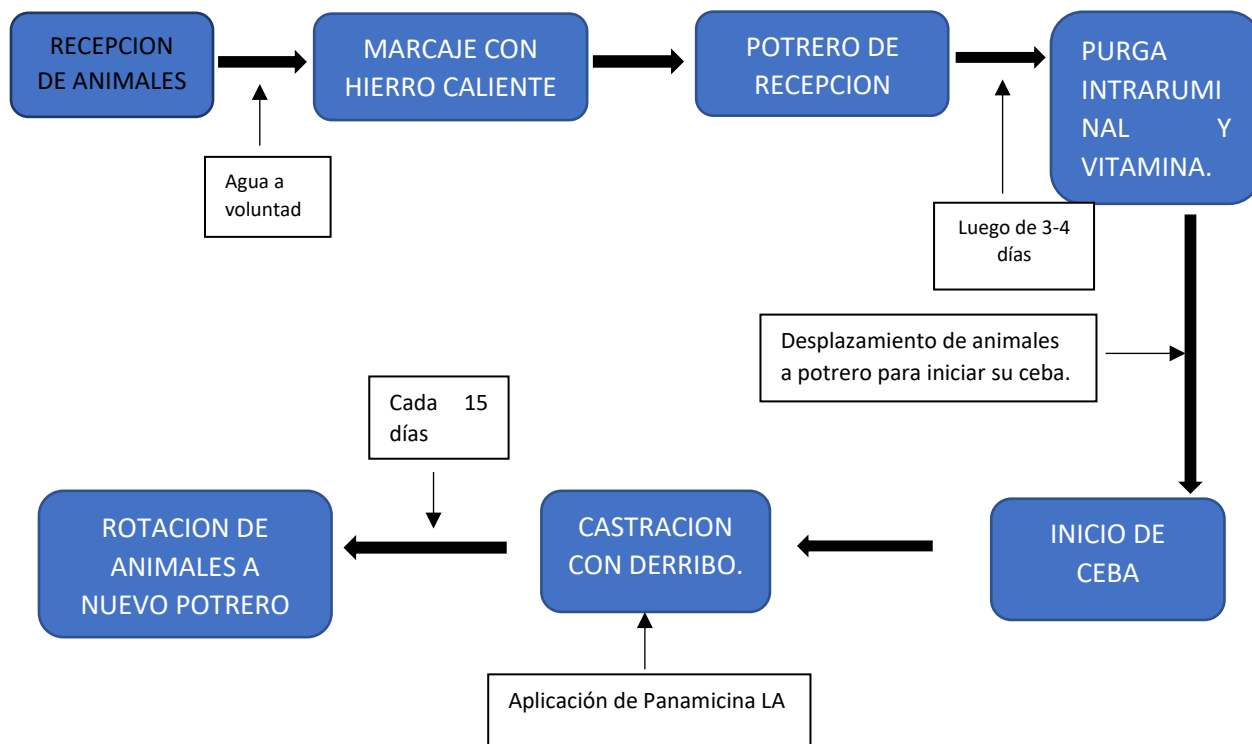 RECEPCION
DE ANIMALES
Agua a
voluntad
MARCAJE CON
HIERRO CALIENTE
POTRERO DE
RECEPCION
Luego de 3-4
días
PURGA
INTRARUMI
NAL Y
VITAMINA.
Desplazamiento de animales
a potrero para iniciar su ceba.
INICIO DE
CEBA
CASTRACION
CON DERRIBO.
Aplicación de Panamicina LA
Cada 15
días
ROTACION DE
ANIMALES A
NUEVO POTRERO